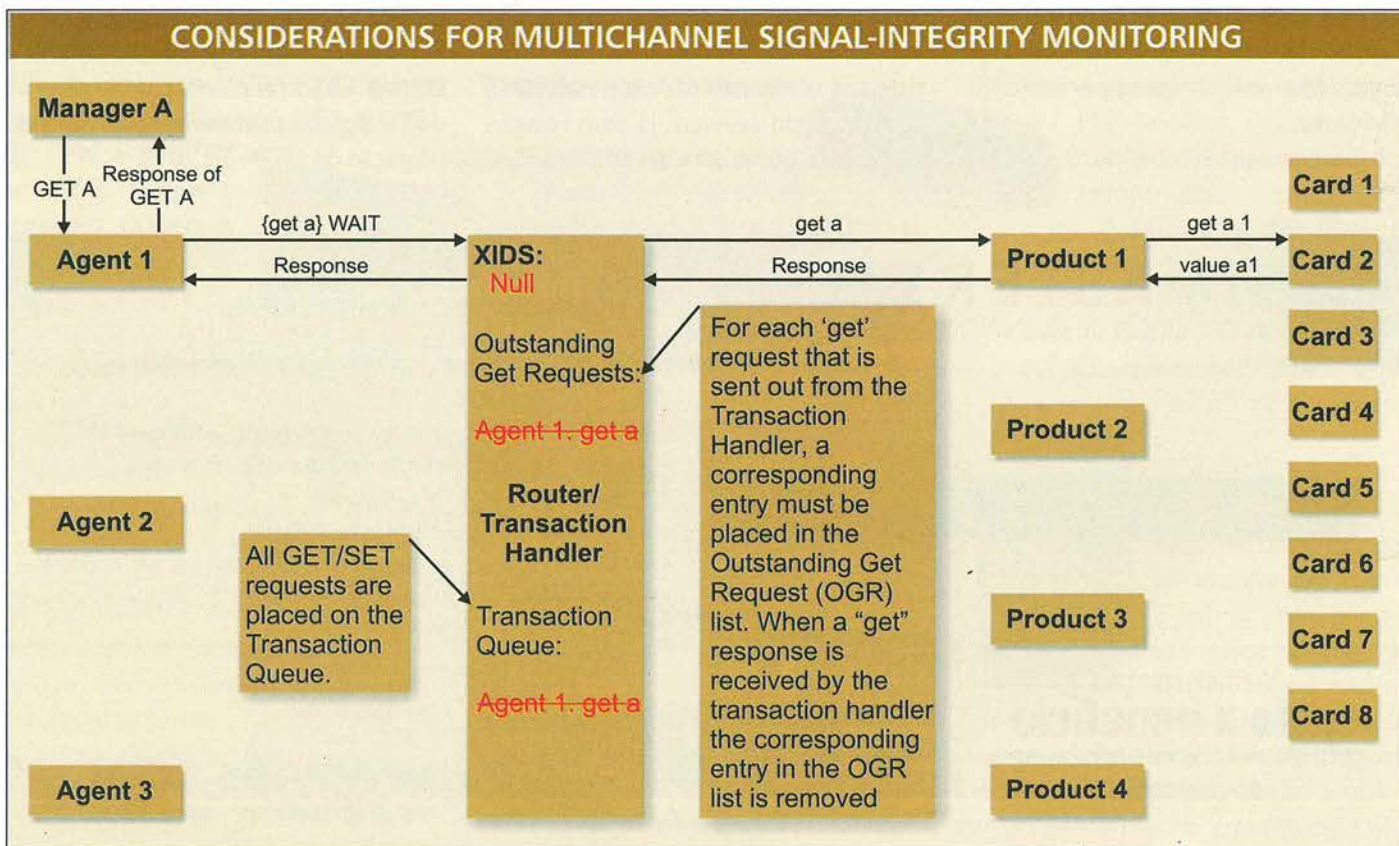 CONSIDERATIONS FOR MULTICHANNEL SIGNAL-INTEGRITY MONITORING
Manager A
GET A
Response of
GET A
Agent 1
{get a} WAIT
Response
XIDS:
Null
Outstanding
Get Requests:
Agent 1. get a
Router/
Transaction
Handler
Transaction
Queue:
Agent 1. get a
get a
Response
Product 1
get a 1
value a1
Card 1
Card 2
Card 3
Card 4
Card 5
Card 6
Card 7
Card 8
For each ‘get’
request that is
sent out from the
Transaction
Handler, a
corresponding
entry must be
placed in the
Outstanding Get
Request (OGR)
list. When a “get”
response is
received by the
transaction handler
the corresponding
entry in the OGR
list is removed
Product 2
Product 3
Product 4
Agent 2
All GET/SET
requests are
placed on the
Transaction
Queue.
Agent 3